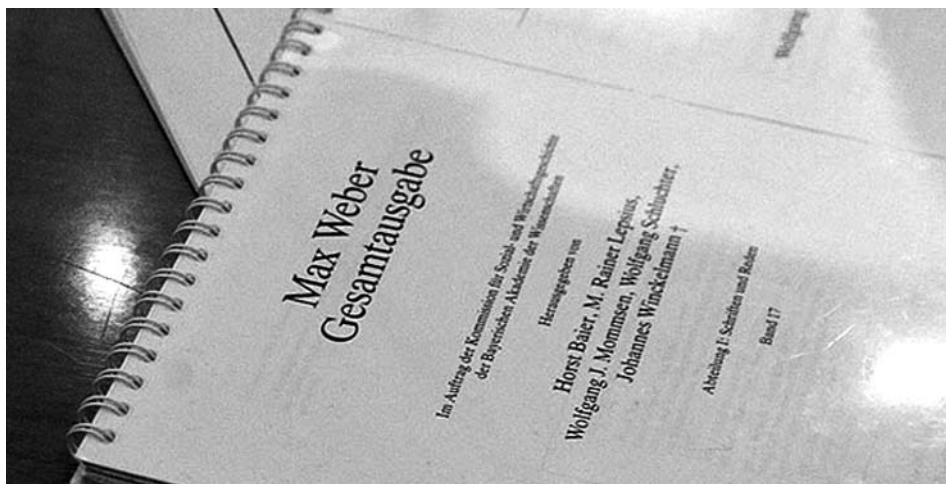 Max Weber
Gesamtausgabe
Im Auftrag der Kommission für Sozial- und Wirtschaftsgeschichte
der Bayerischen Akademie der Wissenschaften
Herausgegeben von
Horst Baier, M. Rainer Lepsius,
Wolfgang J. Mommsen, Wolfgang Schluchter,
Johannes Winckelmann †
Abteilung I: Schriften und Reden
Band 17
Wolfgang